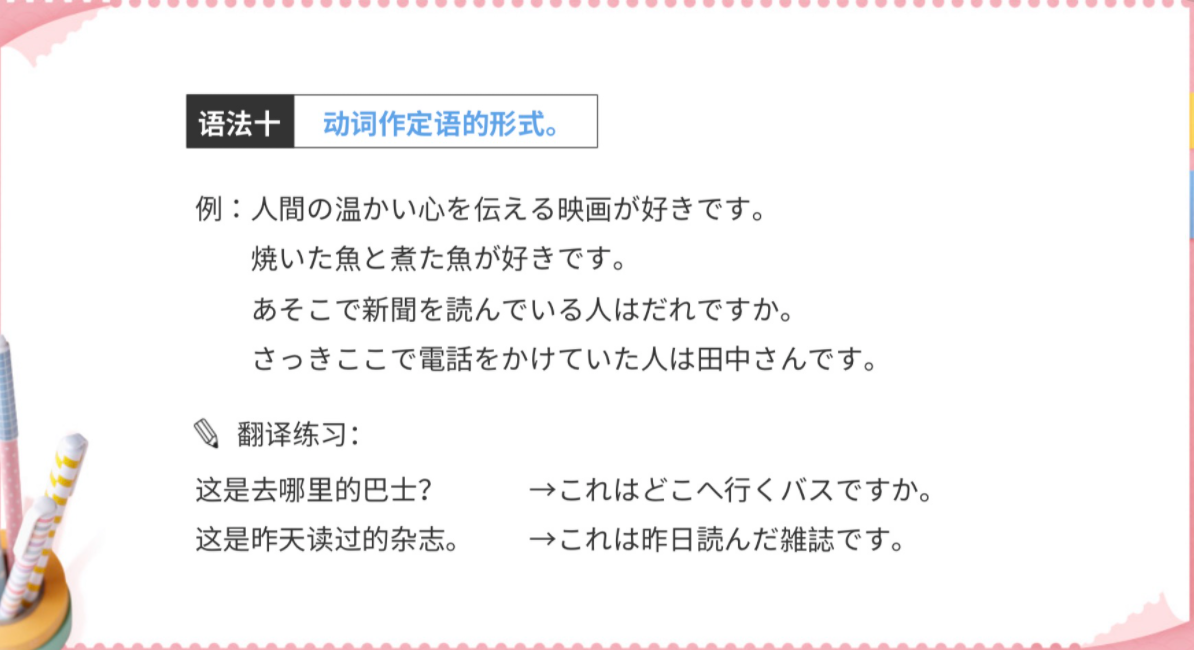 语法十 动词作定语的形式。
例：人間の温かい心を伝える映画が好きです。
焼いた魚と煮た魚が好きです。
あそこで新聞を読んでいる人はだれですか。
さっきここで電話をかけていた人は田中さんです。
翻译练习：
这是去哪里的巴士？ →これはどこへ行くバスですか。
这是昨天读过的杂志。 →これは昨日読んだ雑誌です。